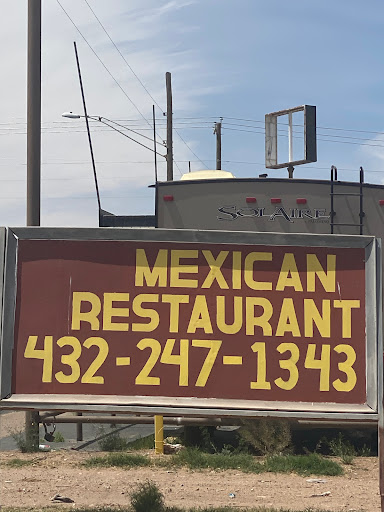 SOLAIRE
MEXICAN
RESTAURANT
432-247-1343